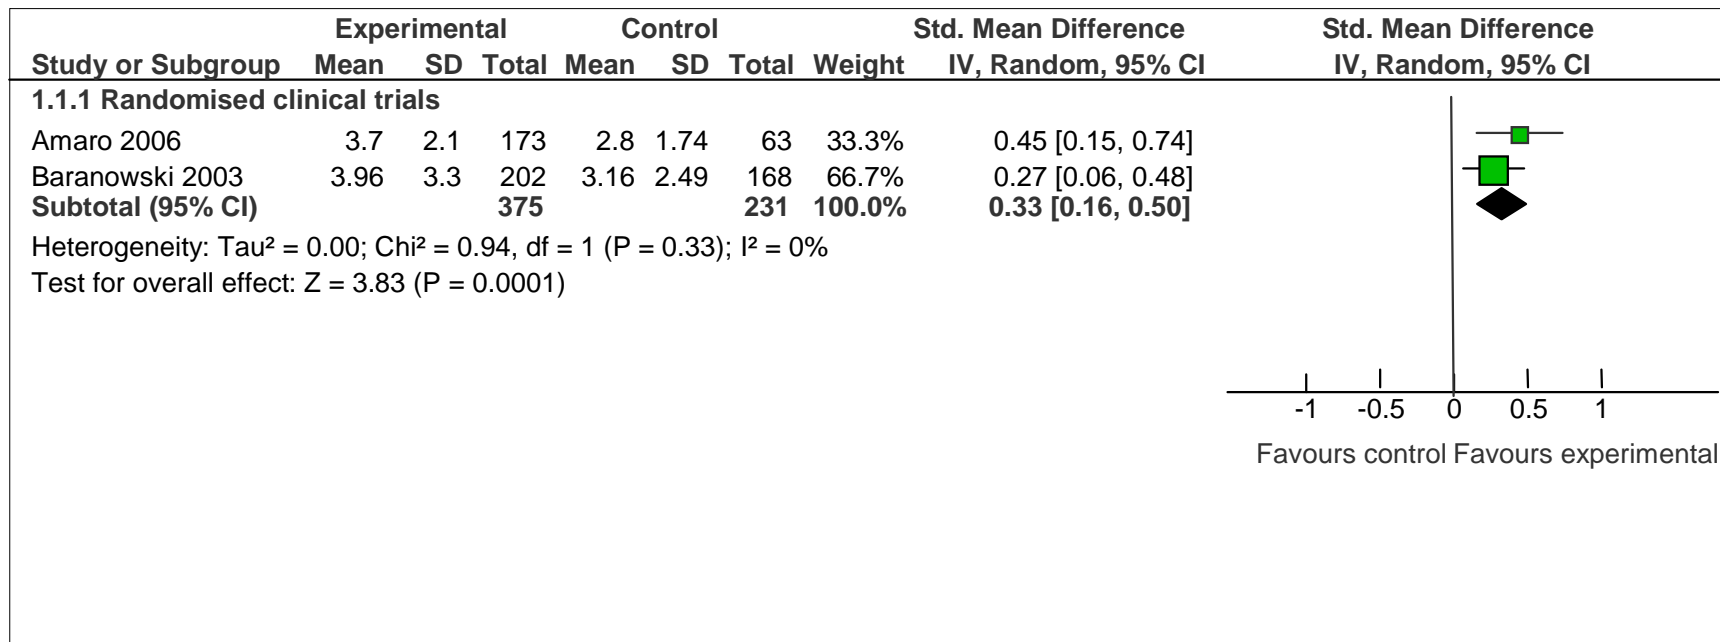 Experimental Control Std. Mean Difference Std. Mean Difference
Study or Subgroup Mean SD Total Mean SD Total Weight IV, Random, 95% CI IV, Random, 95% CI
1.1.1 Randomised clinical trials
Amaro 2006 3.7 2.1 173 2.8 1.74 63 33.3% 0.45 [0.15, 0.74]
Baranowski 2003 3.96 3.3 202 3.16 2.49 168 66.7% 0.27 [0.06, 0.48]
Subtotal (95% CI) 375 231 100.0% 0.33 [0.16, 0.50]
Heterogeneity: Tau² = 0.00; Chi² = 0.94, df = 1 (P = 0.33); I² = 0%
Test for overall effect: Z = 3.83 (P = 0.0001)
-1 -0.5 0 0.5 1
Favours control Favours experimental